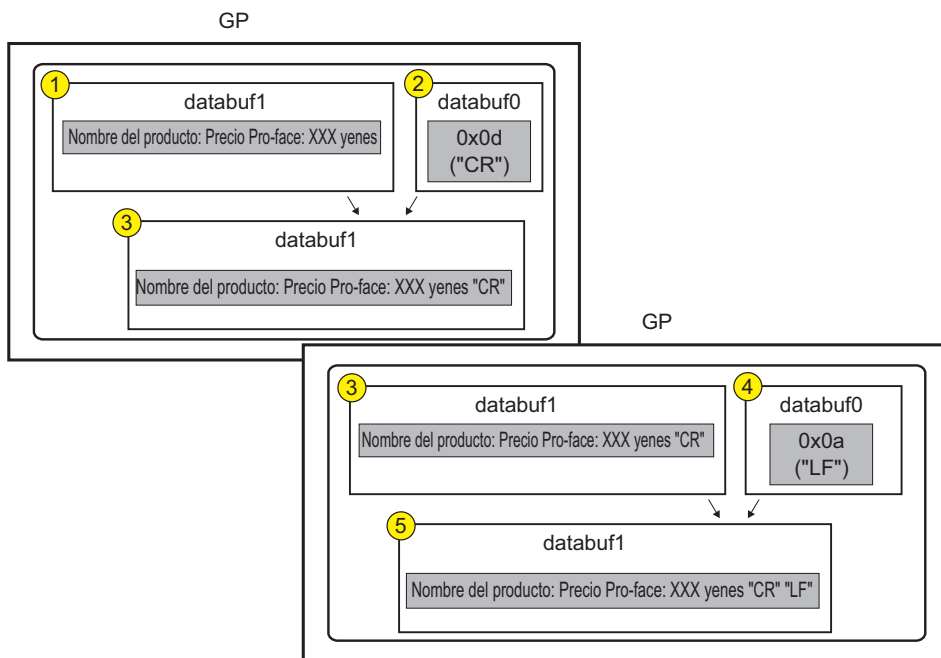 GP
1
databuf1
Nombre del producto: Precio Pro-face: XXX yenes
2
databuf0
0x0d
("CR")
3
databuf1
Nombre del producto: Precio Pro-face: XXX yenes "CR"
GP
3
databuf1
Nombre del producto: Precio Pro-face: XXX yenes "CR"
4
databuf0
0x0a
("LF")
5
databuf1
Nombre del producto: Precio Pro-face: XXX yenes "CR" "LF"